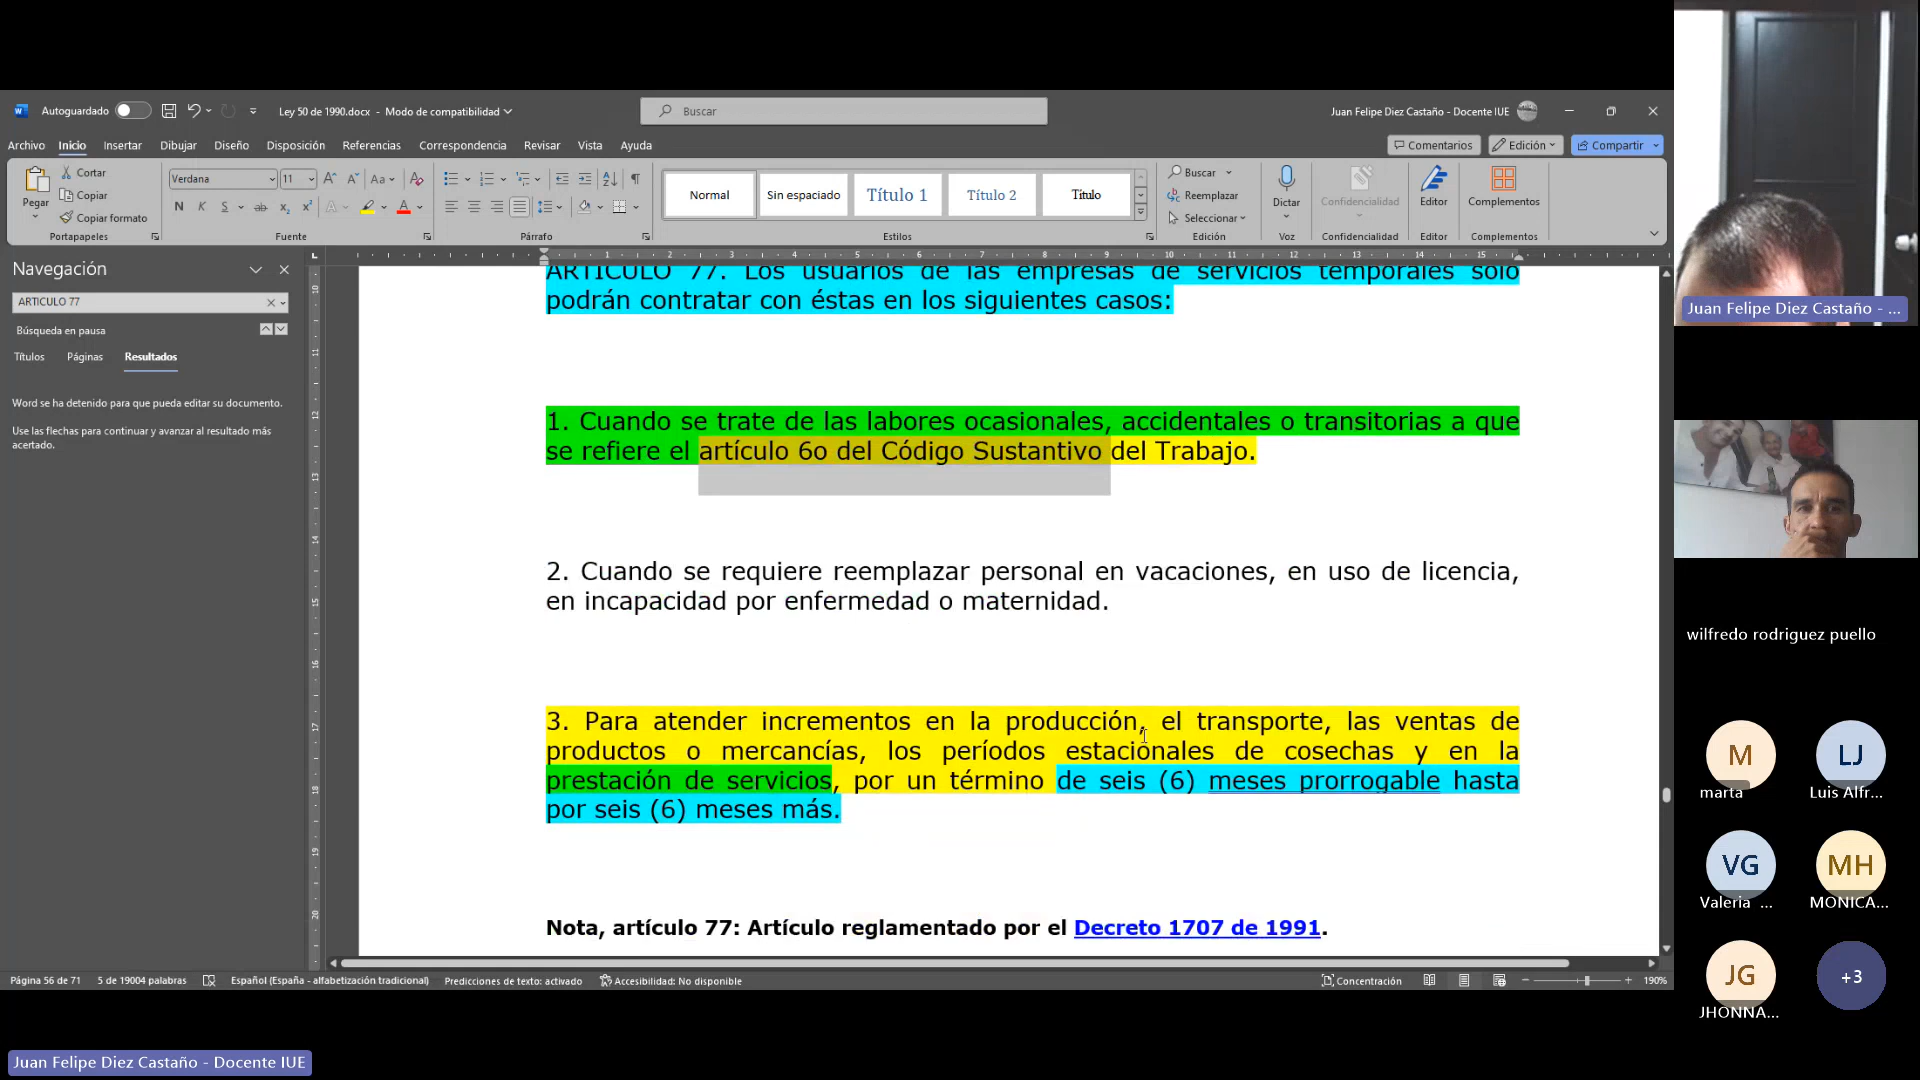 Autoguardado
Ley 50 de 1990.docx - Modo de compatibilidad
Buscar
Juan Felipe Diez Castaño - Docente IUE
Archivo Inicio Insertar Dibujar Diseño Disposición Referencias Correspondencia Revisar Vista Ayuda
Comentarios Edición Compartir
Pegar
Cortar
Copiar
Copiar formato
Portapapeles
Verdana 11
N K S
Fuente
Párrafo
Normal Sin espaciado Título 1 Título 2 Título
Estilos
Buscar
Reemplazar
Seleccionar
Edición
Dictar
Voz
Confidencialidad
Confidencialidad
Editor
Editor
Complementos
Complementos
Navegación
ARTICULO 77
Búsqueda en pausa
Títulos Páginas Resultados
Word se ha detenido para que pueda editar su documento.
Use las flechas para continuar y avanzar al resultado más
acertado.
ARTICULO 77. Los usuarios de las empresas de servicios temporales sólo
podrán contratar con éstas en los siguientes casos:
1. Cuando se trate de las labores ocasionales, accidentales o transitorias a que
se refiere el artículo 6o del Código Sustantivo del Trabajo.
2. Cuando se requiere reemplazar personal en vacaciones, en uso de licencia,
en incapacidad por enfermedad o maternidad.
3. Para atender incrementos en la producción, el transporte, las ventas de
productos o mercancías, los períodos estacionales de cosechas y en la
prestación de servicios, por un término de seis (6) meses prorrogable hasta
por seis (6) meses más.
Nota, artículo 77: Artículo reglamentado por el Decreto 1707 de 1991.
Página 56 de 71 5 de 19004 palabras Español (España - alfabetización tradicional) Predicciones de texto: activado Accesibilidad: No disponible
Concentración 190%
Juan Felipe Diez Castaño - ...
wilfredo rodriguez puello
M LJ
marta Luis Alfr...
VG MH
Valeria ... MONICA...
JG +3
JHONNA...
Juan Felipe Diez Castaño - Docente IUE